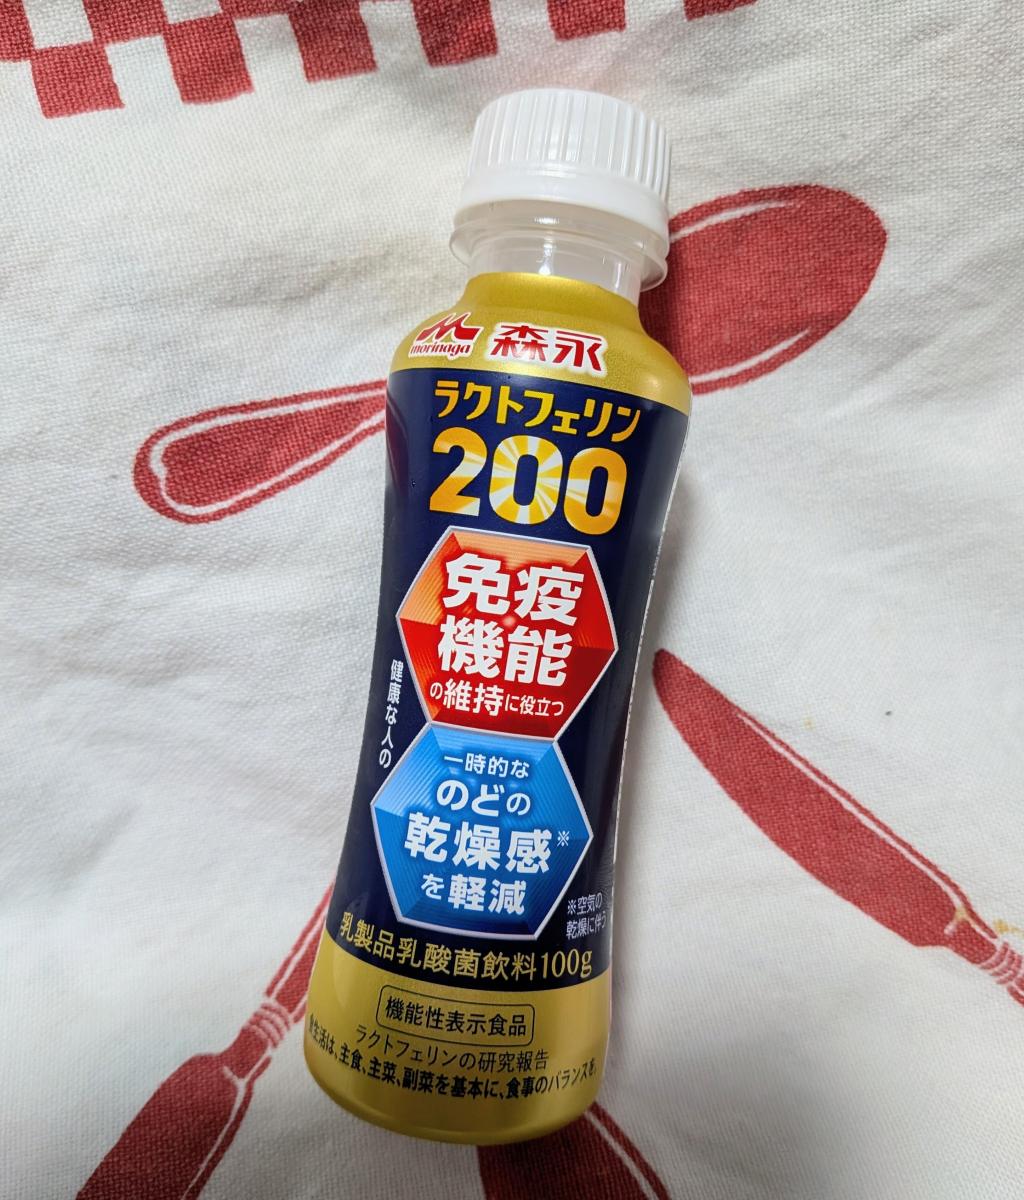 morinaga 森永
ラクトフェリン
200
健康な人の
免疫
機能
の維持に役立つ
一時的な
のどの
乾燥感※
を軽減
※空気の
乾燥に伴う
乳製品乳酸菌飲料100g
機能性表示食品
ラクトフェリンの研究報告
食生活は、主食、主菜、副菜を基本に、食事のバランスを。